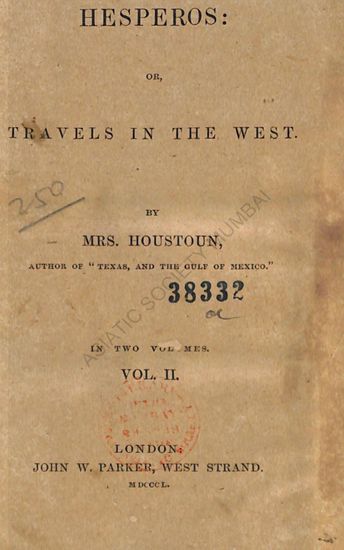 HESPEROS:
OR,
TRAVELS IN THE WEST.
250
BY
MRS. HOUSTOUN,
AUTHOR OF "TEXAS, AND THE GULF OF MEXICO."
38332
a
ASIATIC SOCIETY MUMBAI
IN TWO VOL MES.
VOL. II.
LONDON:
JOHN W. PARKER, WEST STRAND.
MDCCCL.